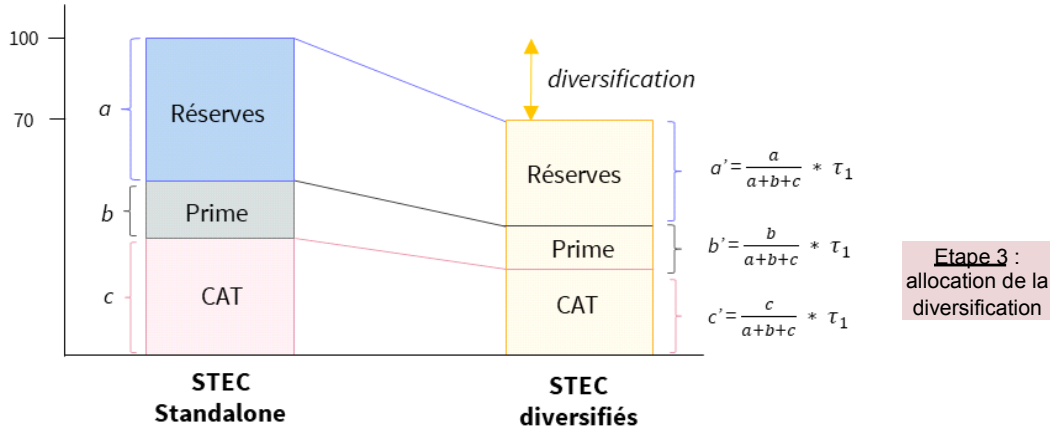 100
70
a
b
c
Réserves
Prime
CAT
diversification
Réserves
Prime
CAT
a'= a/(a+b+c) * τ₁
b'= b/(a+b+c) * τ₁
c'= c/(a+b+c) * τ₁
Etape 3 :
allocation de la
diversification
STEC
Standalone
STEC
diversifiés